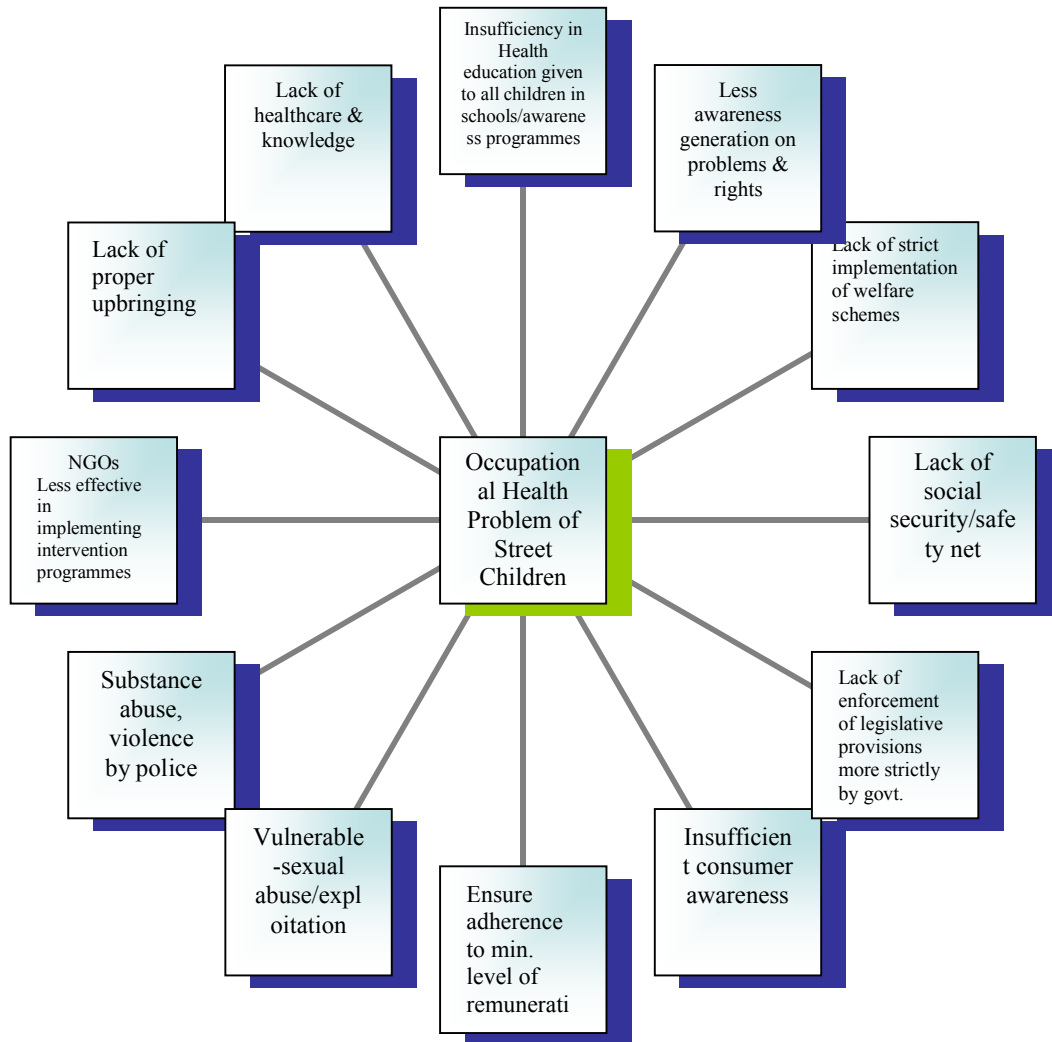 Insufficiency in
Health
education given
to all children in
schools/awarene
ss programmes
Less
awareness
generation on
problems &
rights
Lack of strict
implementation
of welfare
schemes
Lack of
social
security/safe
ty net
Lack of
enforcement
of legislative
provisions
more strictly
by govt.
Insufficien
t consumer
awareness
Ensure
adherence
to min.
level of
remunerati
Vulnerable
-sexual
abuse/expl
oitation
Substance
abuse,
violence
by police
NGOs
Less effective
in
implementing
intervention
programmes
Lack of
proper
upbringing
Lack of
healthcare &
knowledge
Occupation
al Health
Problem of
Street
Children